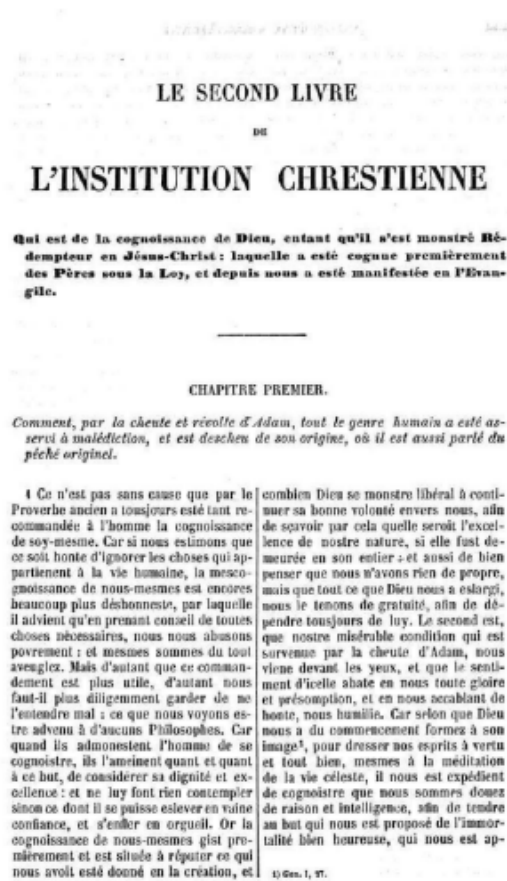 LE SECOND LIVRE
DE
L'INSTITUTION CHRESTIENNE
Qui est de la cognoissance de Dieu, entant qu'il s'est monstré Ré-
dempteur en Jésus-Christ : laquelle a esté cognue premièrement
des Pères sous la Loy, et depuis nous a esté manifestée en l'Evan-
gile.
CHAPITRE PREMIER.
Comment, par la cheute et révolte d'Adam, tout le genre humain a esté as-
servi à malédiction, et est descheu de son origine, où il est aussi parlé du
péché originel.
1 Ce n'est pas sans cause que par le
Proverbe ancien a tousjours esté tant re-
commandée à l'homme la cognoissance
de soy-mesme. Car si nous estimons que
ce soit honte d'ignorer les choses qui ap-
partienent à la vie humaine, la mesco-
gnoissance de nous-mesmes est encores
beaucoup plus déshonneste, par laquelle
il advient qu'en prenant conseil de toutes
choses nécessaires, nous nous abusons
povrement : et mesmes sommes du tout
aveuglez. Mais d'autant que ce comman-
dement est plus utile, d'autant nous
faut-il plus diligemment garder de ne
l'entendre mal : ce que nous voyons es-
tre advenu à d'aucuns Philosophes. Car
quand ils admonestent l'homme de se
cognoistre, ils l'ameinent quant et quant
à ce but, de considérer sa dignité et ex-
cellence : et ne luy font rien contempler
sinon ce dont il se puisse eslever en vaine
confiance, et s'enfler en orgueil. Or la
cognoissance de nous-mesmes gist pre-
mièrement et est située à réputer ce qui
nous avoit esté donné en la création, et
combien Dieu se monstre libéral à conti-
nuer sa bonne volonté envers nous, afin
de sçavoir par cela quelle seroit l'excel-
lence de nostre nature, si elle fust de-
meurée en son entier : et aussi de bien
penser que nous n'avons rien de propre,
mais que tout ce que Dieu nous a eslargi,
nous le tenons de gratuité, afin de dé-
pendre tousjours de luy. Le second est,
que nostre misérable condition qui est
survenue par la cheute d'Adam, nous
viene devant les yeux, et que le senti-
ment d'icelle abate en nous toute gloire
et présomption, et en nous accablant de
honte, nous humilie. Car selon que Dieu
nous a du commencement formez à son
image¹, pour dresser nos esprits à vertu
et tout bien, mesmes à la méditation
de la vie céleste, il nous est expédient
de cognoistre que nous sommes douez
de raison et intelligence, afin de tendre
au but qui nous est proposé de l'immor-
talité bien heureuse, qui nous est ap-
1) Gen. I, 27.